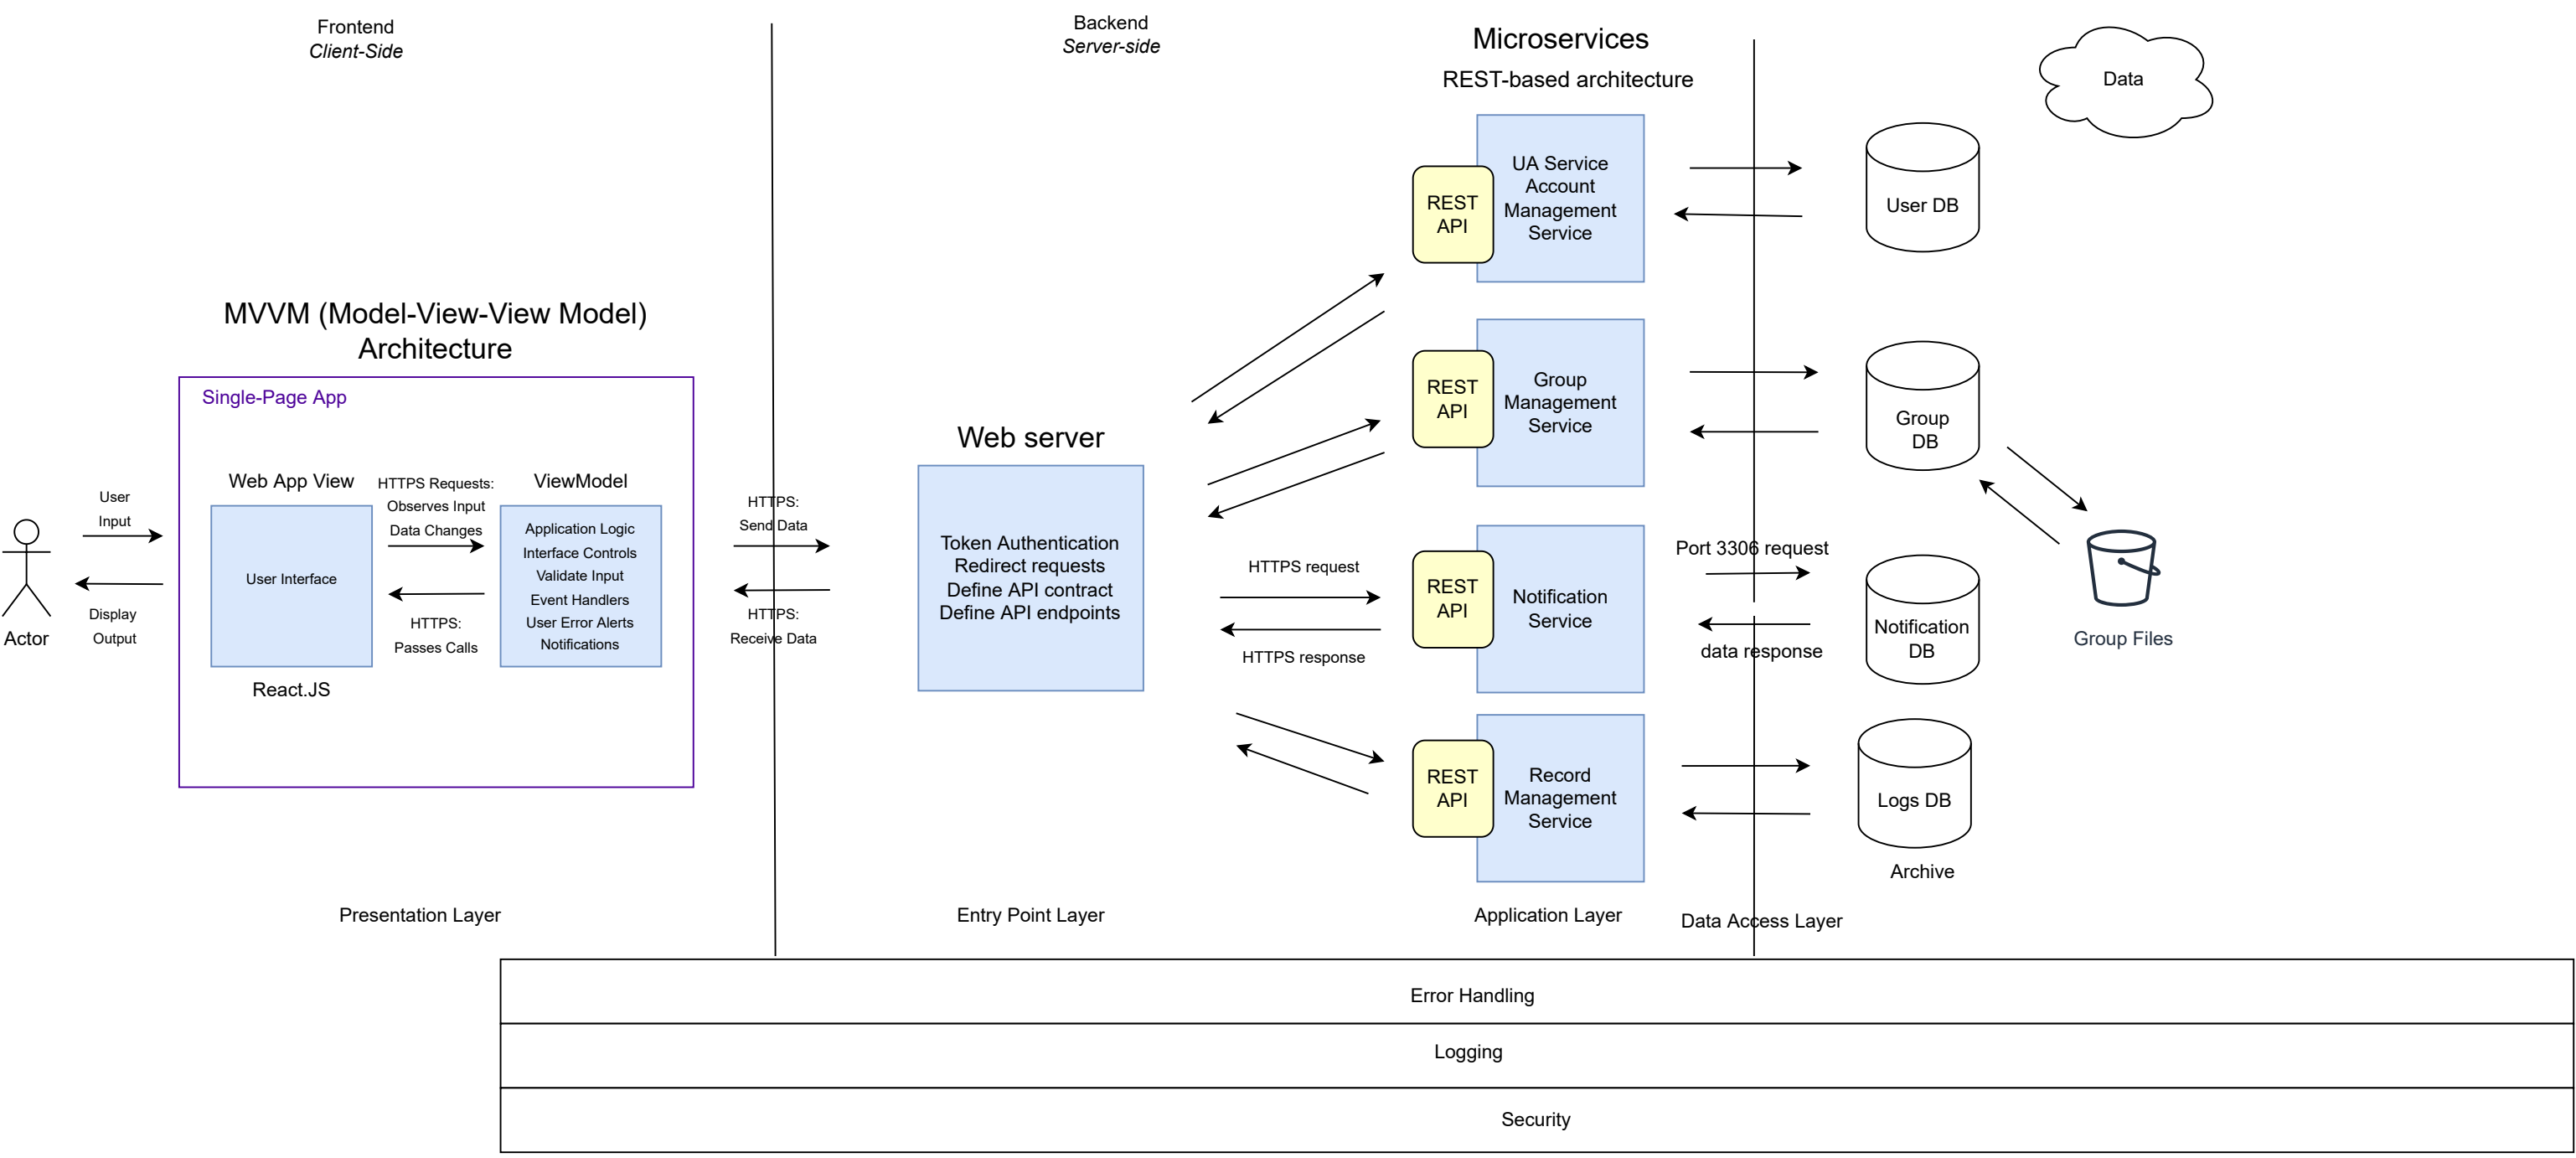 Frontend
Client-Side
Backend
Server-side
Microservices
REST-based architecture
Data
UA Service
Account
Management
Service
REST
API
User DB
MVVM (Model-View-View Model)
Architecture
Single-Page App
Web App View
HTTPS Requests:
Observes Input
Data Changes
ViewModel
User
Input
Display
Output
Actor
User Interface
React.JS
HTTPS:
Passes Calls
Application Logic
Interface Controls
Validate Input
Event Handlers
User Error Alerts
Notifications
HTTPS:
Send Data
HTTPS:
Receive Data
Web server
Token Authentication
Redirect requests
Define API contract
Define API endpoints
REST
API
Group
Management
Service
Group
DB
HTTPS request
HTTPS response
REST
API
Notification
Service
Port 3306 request
data response
Notification
DB
Group Files
REST
API
Record
Management
Service
Logs DB
Archive
Presentation Layer
Entry Point Layer
Application Layer
Data Access Layer
Error Handling
Logging
Security